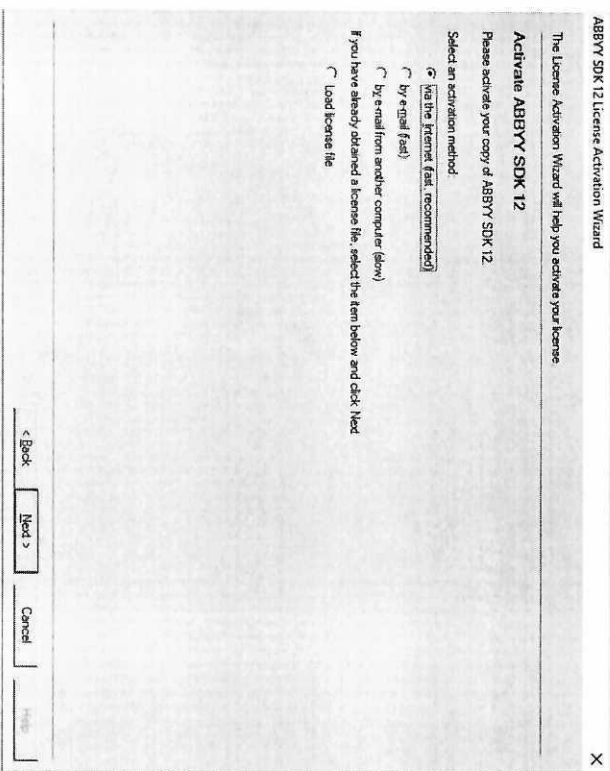 ABBYY SDK 12 License Activation Wizard
The License Activation Wizard will help you activate your license.
Activate ABBYY SDK 12
Please activate your copy of ABBYY SDK 12.
Select an activation method:
via the Internet (fast, recommended)
by e-mail (fast)
by e-mail from another computer (slow)
If you have already obtained a license file, select the item below and click Next
Load license file
< Back
Next >
Cancel
Help